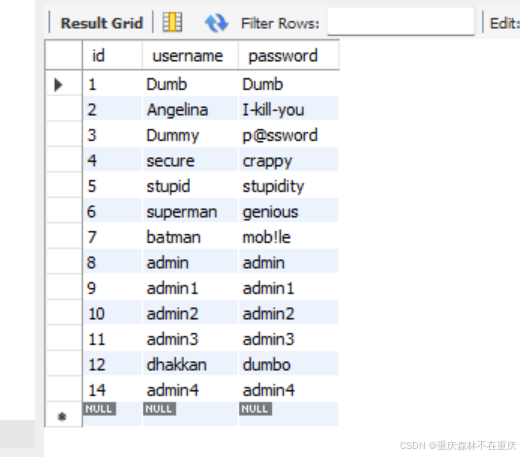 Result Grid Filter Rows: Edit:
id username password
1 Dumb Dumb
2 Angelina I-kill-you
3 Dummy p@ssword
4 secure crappy
5 stupid stupidity
6 superman genious
7 batman mob!le
8 admin admin
9 admin1 admin1
10 admin2 admin2
11 admin3 admin3
12 dhakkan dumbo
14 admin4 admin4
NULL NULL NULL
CSDN @重庆森林不在重庆